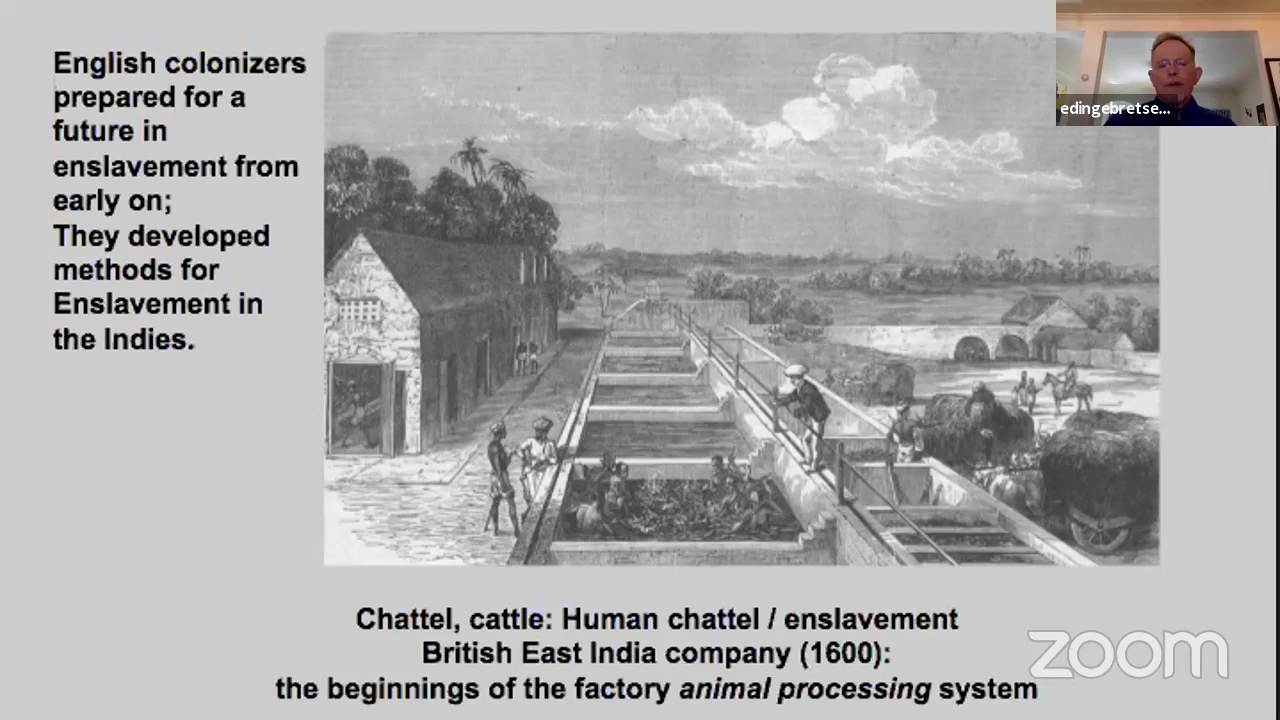 English colonizers
prepared for a
future in
enslavement from
early on;
They developed
methods for
Enslavement in
the Indies.
edingebretse...
Chattel, cattle: Human chattel / enslavement
British East India company (1600):
the beginnings of the factory animal processing system
zoom